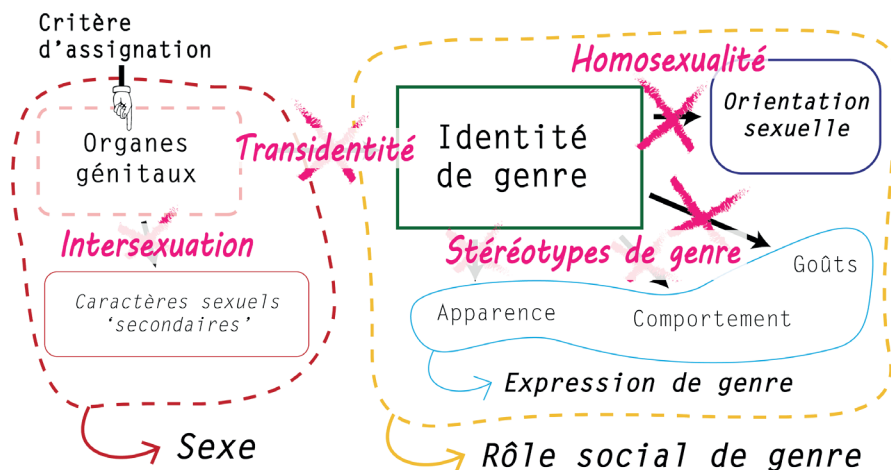 Critère
d'assignation
Organes
génitaux
Intersexuation
Caractères sexuels
'secondaires'
Sexe
Transidentité
Identité
de genre
Homosexualité
Orientation
sexuelle
Stéréotypes de genre
Goûts
Apparence
Comportement
Expression de genre
Rôle social de genre